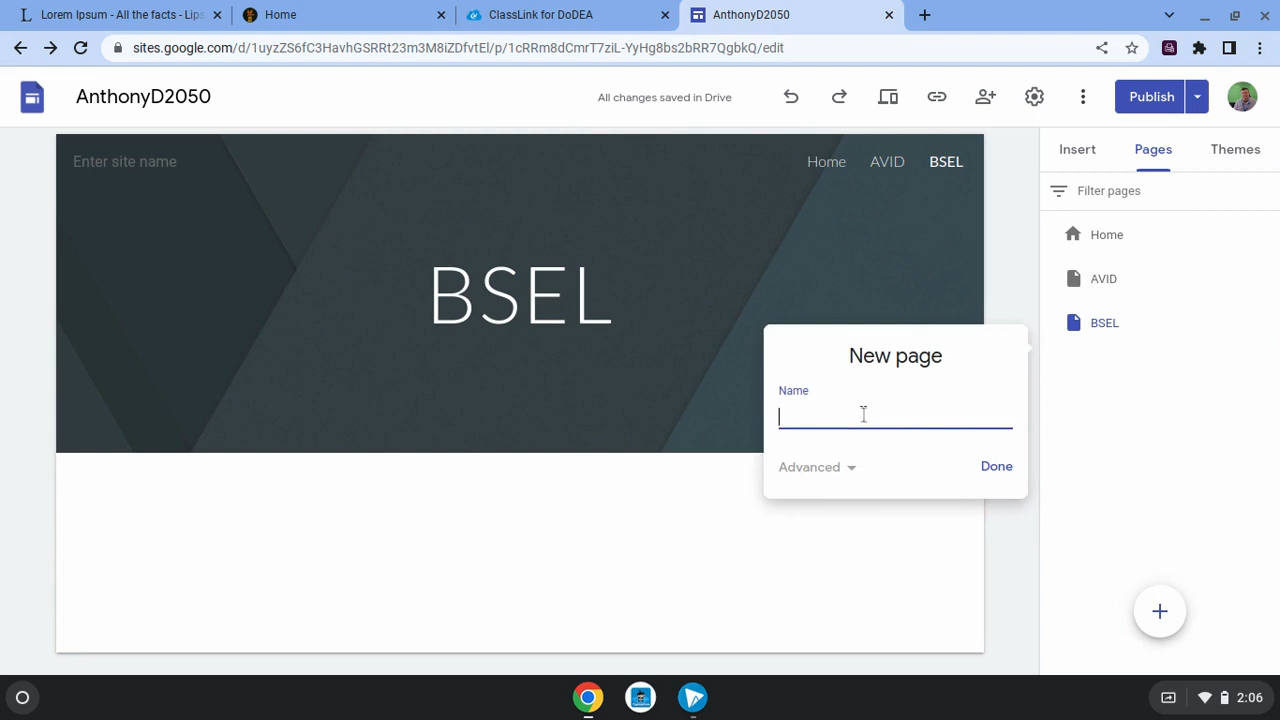 Lorem Ipsum - All the facts - Lips
Home
ClassLink for DoDEA
AnthonyD2050
sites.google.com/d/1uyzZS6fC3HavhGSRRt23m3M8iZDfvtEl/p/1cRRm8dCmrT7ziL-YyHg8bs2bRR7QgbkQ/edit
AnthonyD2050
All changes saved in Drive
Publish
Enter site name
Home AVID BSEL
Insert Pages Themes
Filter pages
Home
AVID
BSEL
BSEL
New page
Name
Advanced
Done
2:06